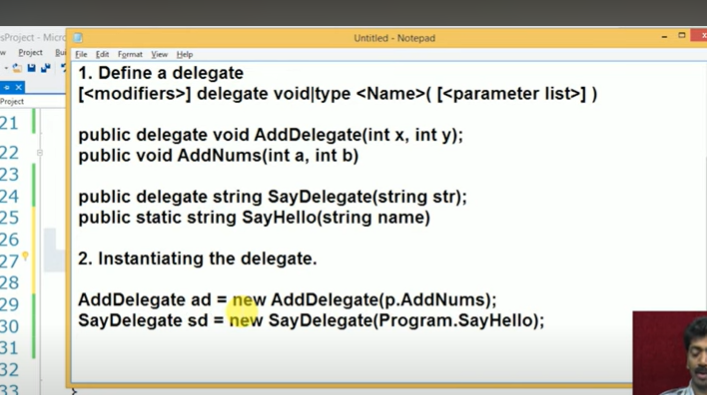 sProject - Micro
Untitled - Notepad
w Project Bui
File Edit Format View Help
Project
1. Define a delegate
[<modifiers>] delegate void|type <Name>( [<parameter list>] )
public delegate void AddDelegate(int x, int y);
public void AddNums(int a, int b)
public delegate string SayDelegate(string str);
public static string SayHello(string name)
2. Instantiating the delegate.
AddDelegate ad = new AddDelegate(p.AddNums);
SayDelegate sd = new SayDelegate(Program.SayHello);
21
22
23
24
25
26
27
28
29
30
31
32
33
}